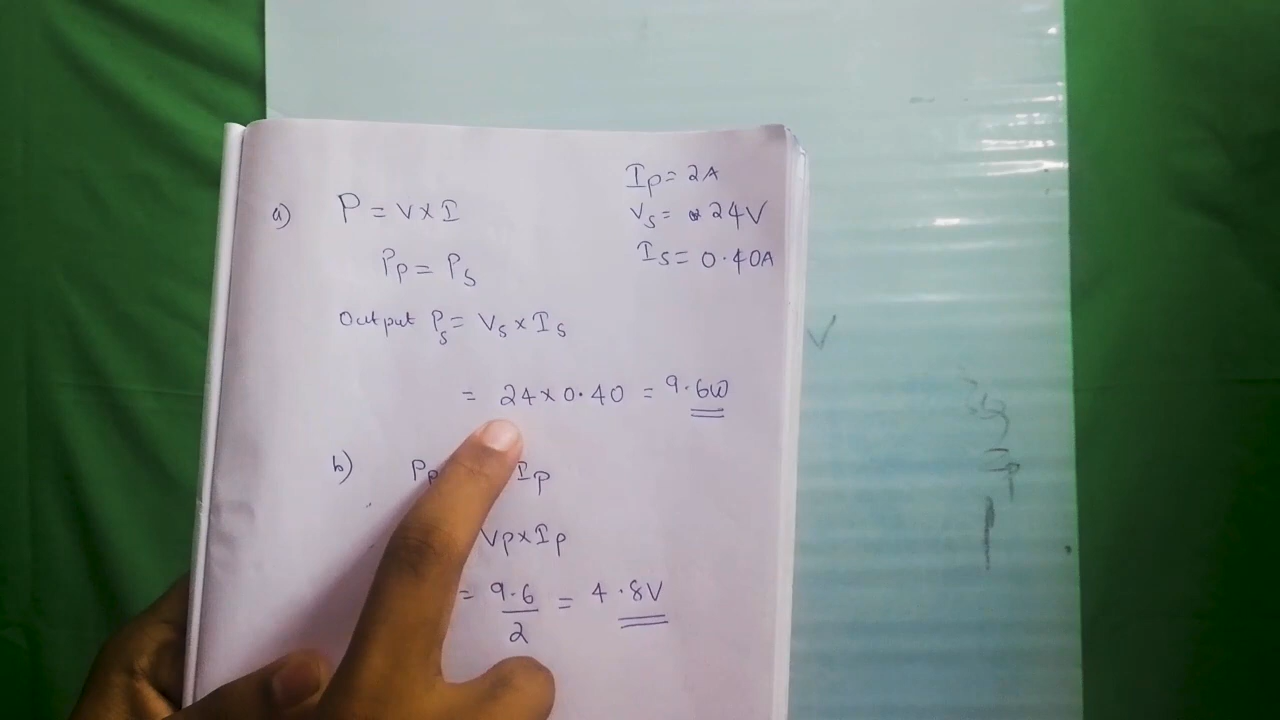 a) P = V x I
Ip = 2A
Vs = 24V
Is = 0.40A
Pp = Ps
Output Ps = Vs x Is
= 24 x 0.40 = 9.6W
b) Pp Ip
Vp x Ip
= 9.6/2 = 4.8V